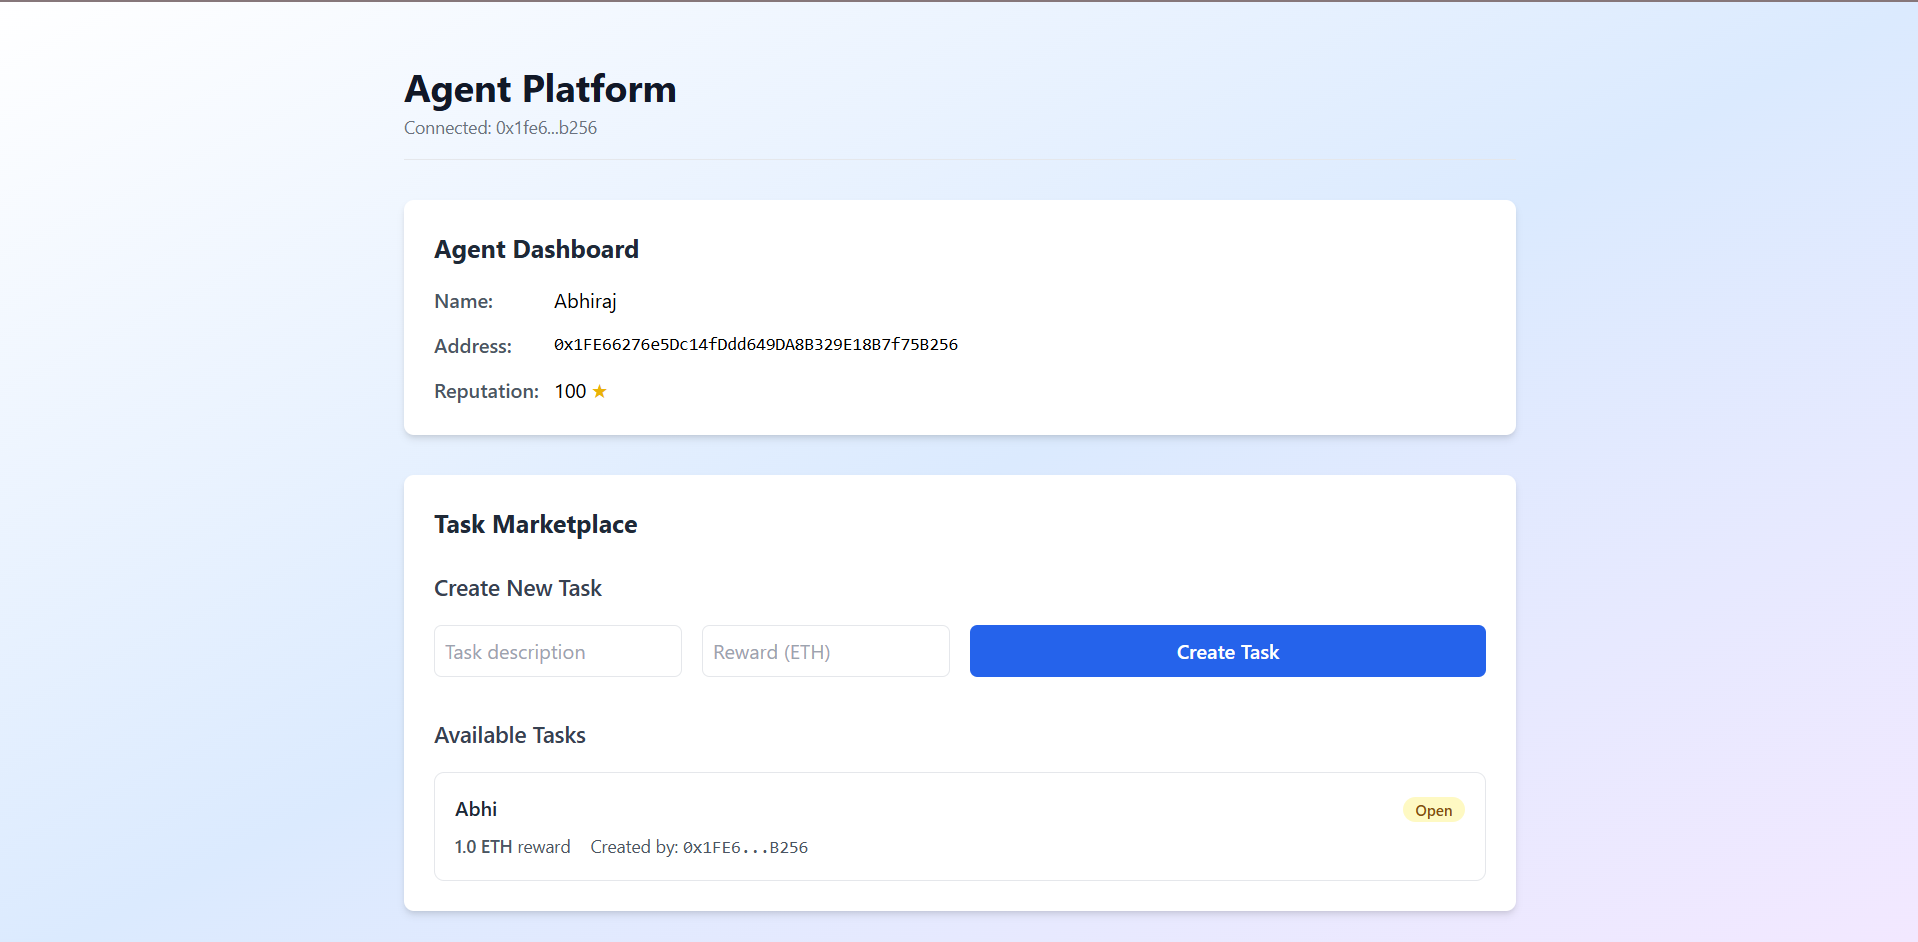 Agent Platform
Connected: 0x1fe6...b256
Agent Dashboard
Name: Abhiraj
Address: 0x1FE66276e5Dc14fDdd649DA8B329E18B7f75B256
Reputation: 100 ★
Task Marketplace
Create New Task
Task description Reward (ETH) Create Task
Available Tasks
Abhi Open
1.0 ETH reward Created by: 0x1FE6...B256